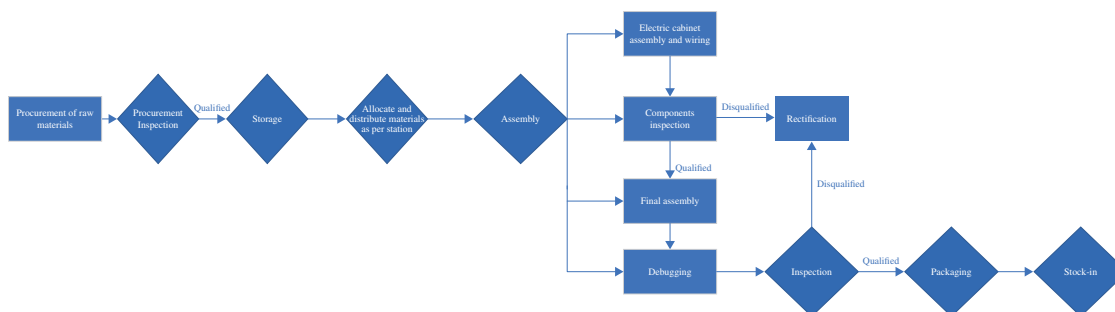 Procurement of raw
materials
Procurement
Inspection
Qualified
Storage
Allocate and
distribute materials
as per station
Assembly
Electric cabinet
assembly and wiring
Components
inspection
Disqualified
Rectification
Qualified
Final assembly
Disqualified
Debugging
Inspection
Qualified
Packaging
Stock-in